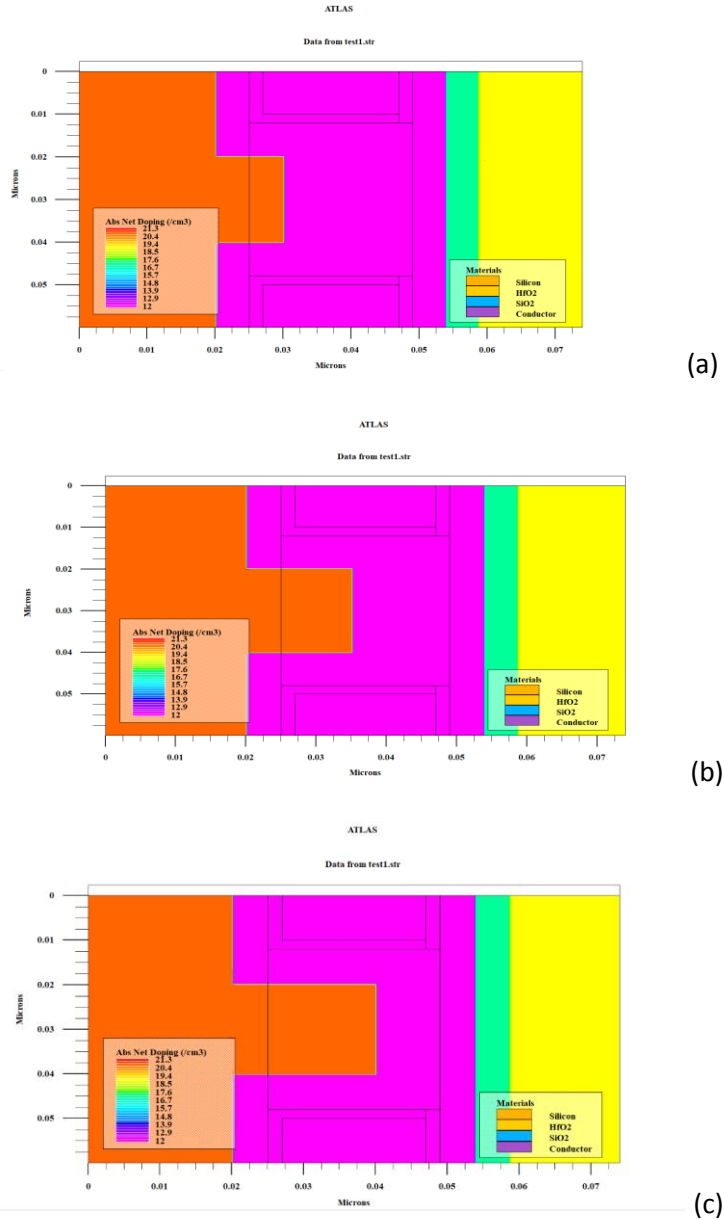 ATLAS
Data from test1.str
0
0.01
0.02
0.03
0.04
0.05
Microns
Abs Net Doping (/cm3)
21.3
20.4
19.4
18.5
17.6
16.7
15.7
14.8
13.9
12.9
12
Materials
Silicon
HfO2
SiO2
Conductor
0 0.01 0.02 0.03 0.04 0.05 0.06 0.07
Microns
(a)
ATLAS
Data from test1.str
0
0.01
0.02
0.03
0.04
0.05
Microns
Abs Net Doping (/cm3)
21.3
20.4
19.4
18.5
17.6
16.7
15.7
14.8
13.9
12.9
12
Materials
Silicon
HfO2
SiO2
Conductor
0 0.01 0.02 0.03 0.04 0.05 0.06 0.07
Microns
(b)
ATLAS
Data from test1.str
0
0.01
0.02
0.03
0.04
0.05
Microns
Abs Net Doping (/cm3)
21.3
20.4
19.4
18.5
17.6
16.7
15.7
14.8
13.9
12.9
12
Materials
Silicon
HfO2
SiO2
Conductor
0 0.01 0.02 0.03 0.04 0.05 0.06 0.07
Microns
(c)